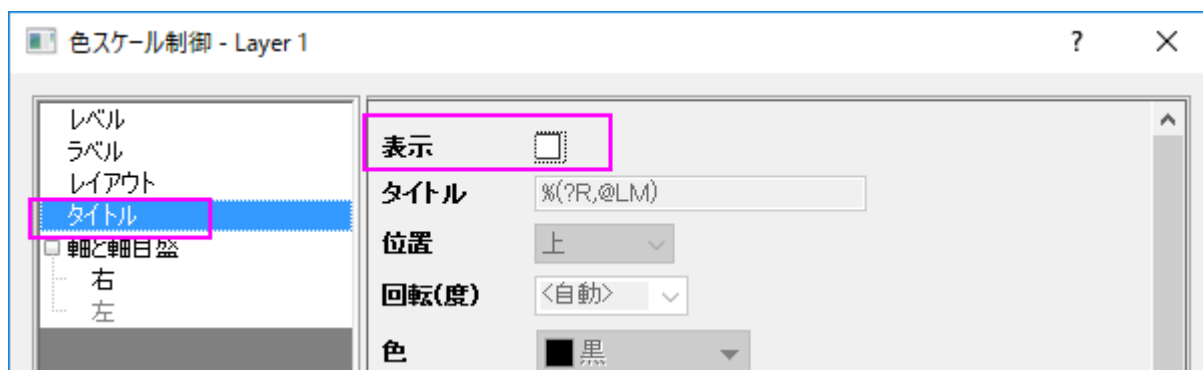 色スケール制御 - Layer 1 ? ×
レベル
ラベル
レイアウト
タイトル
軸と軸目盛
右
左
表示
タイトル %(?R,@LM)
位置 上
回転(度) <自動>
色 黒